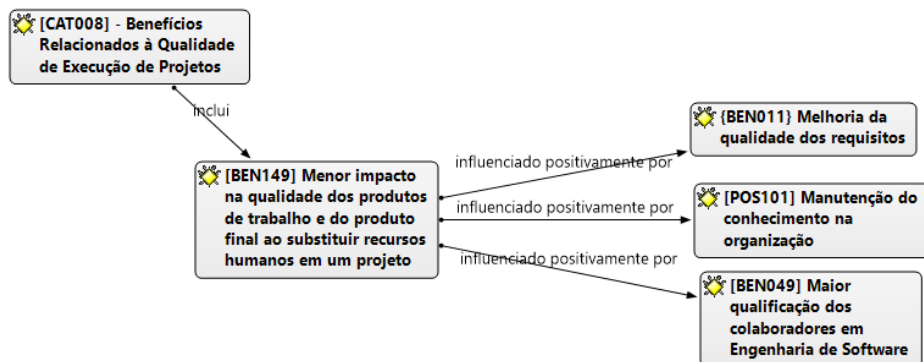 [CAT008] - Benefícios
Relacionados à Qualidade
de Execução de Projetos
inclui
[BEN149] Menor impacto
na qualidade dos produtos
de trabalho e do produto
final ao substituir recursos
humanos em um projeto
influenciado positivamente por
{BEN011} Melhoria da
qualidade dos requisitos
influenciado positivamente por
[POS101] Manutenção do
conhecimento na
organização
influenciado positivamente por
[BEN049] Maior
qualificação dos
colaboradores em
Engenharia de Software